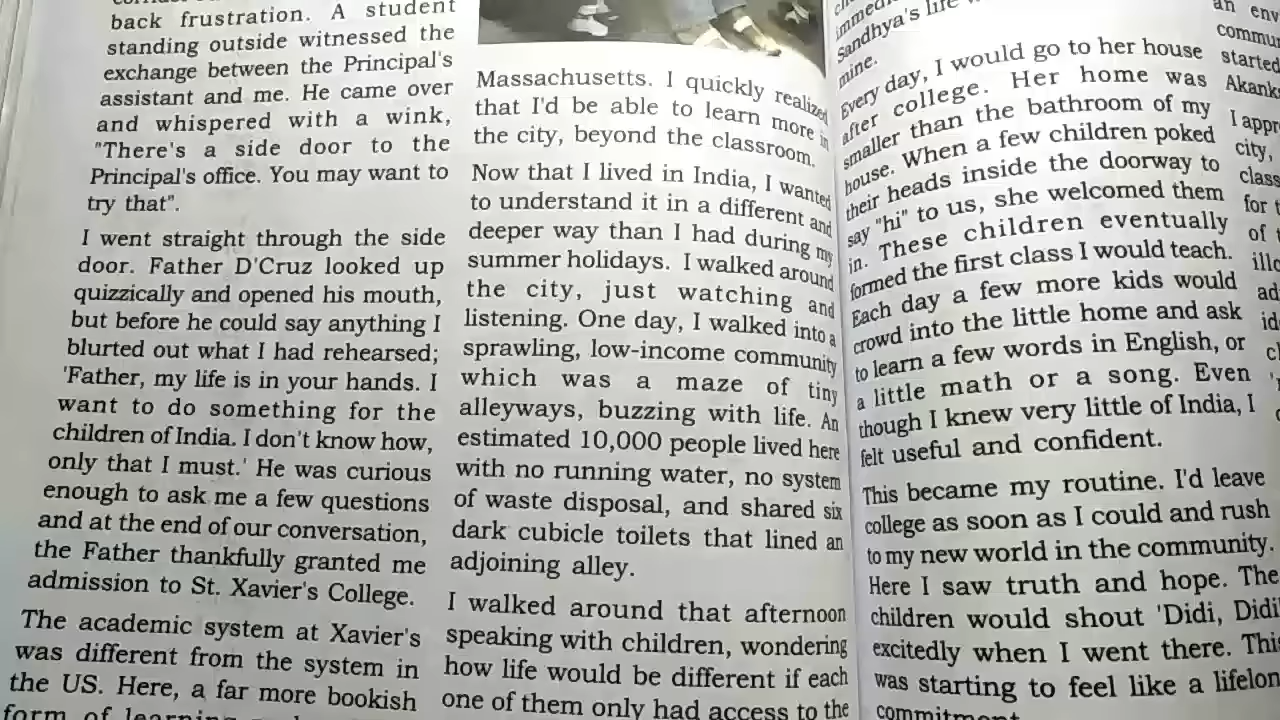 back frustration. A student
standing outside witnessed the
exchange between the Principal's
assistant and me. He came over
and whispered with a wink,
"There's a side door to the
Principal's office. You may want to
try that".
I went straight through the side
door. Father D'Cruz looked up
quizzically and opened his mouth,
but before he could say anything I
blurted out what I had rehearsed;
'Father, my life is in your hands. I
want to do something for the
children of India. I don't know how,
only that I must.' He was curious
enough to ask me a few questions
and at the end of our conversation,
the Father thankfully granted me
admission to St. Xavier's College.
The academic system at Xavier's
was different from the system in
the US. Here, a far more bookish
form of learning
Massachusetts. I quickly realized
that I'd be able to learn more in
the city, beyond the classroom.
Now that I lived in India, I wanted
to understand it in a different and
deeper way than I had during my
summer holidays. I walked around
the city, just watching and
listening. One day, I walked into a
sprawling, low-income community
which was a maze of tiny
alleyways, buzzing with life. An
estimated 10,000 people lived here
with no running water, no system
of waste disposal, and shared six
dark cubicle toilets that lined an
adjoining alley.
I walked around that afternoon
speaking with children, wondering
how life would be different if each
one of them only had access to the
Sandhya's life
mine.
Every day, I would go to her house
after college. Her home was
smaller than the bathroom of my
house. When a few children poked
their heads inside the doorway to
say "hi" to us, she welcomed them
in. These children eventually
formed the first class I would teach.
Each day a few more kids would
crowd into the little home and ask
to learn a few words in English, or
a little math or a song. Even
though I knew very little of India, I
felt useful and confident.
This became my routine. I'd leave
college as soon as I could and rush
to my new world in the community.
Here I saw truth and hope. The
children would shout 'Didi, Didi
excitedly when I went there. This
was starting to feel like a lifelon
commitment
an env
commu
started
Akank
I appr
city,
class
for t
of